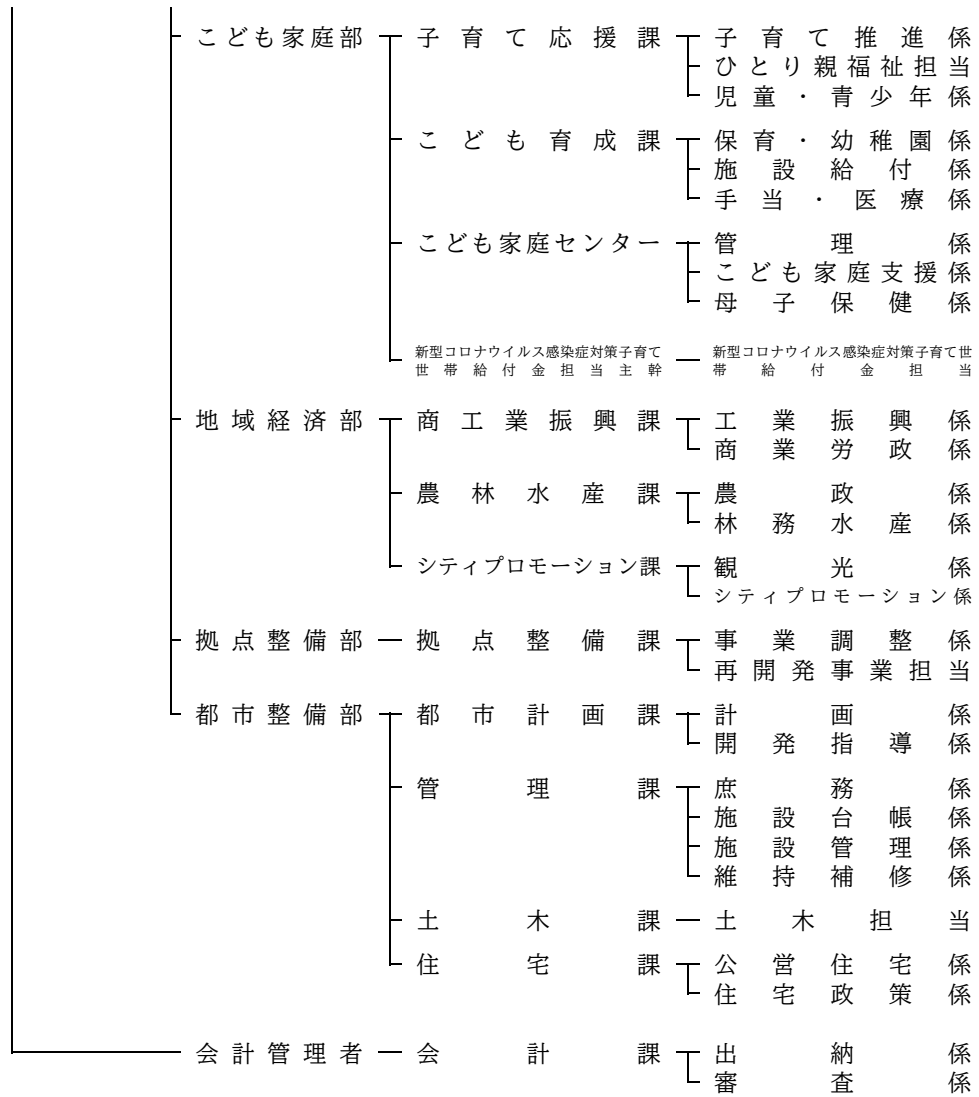 こども家庭部 子育て応援課 子育て推進係
ひとり親福祉担当
児童・青少年係
こども育成課 保育・幼稚園係
施設給付係
手当・医療係
こども家庭センター 管理係
こども家庭支援係
母子保健係
新型コロナウイルス感染症対策子育て 新型コロナウイルス感染症対策子育て世
世帯給付金担当主幹 帯給付金担当
地域経済部 商工業振興課 工業振興係
商業労政係
農林水産課 農政係
林務水産係
シティプロモーション課 観光係
シティプロモーション係
拠点整備部 拠点整備課 事業調整係
再開発事業担当
都市整備部 都市計画課 計画係
開発指導係
管理課 庶務係
施設台帳係
施設管理係
維持補修係
土木課 土木担当
住宅課 公営住宅係
住宅政策係
会計管理者 会計課 出納係
審査係